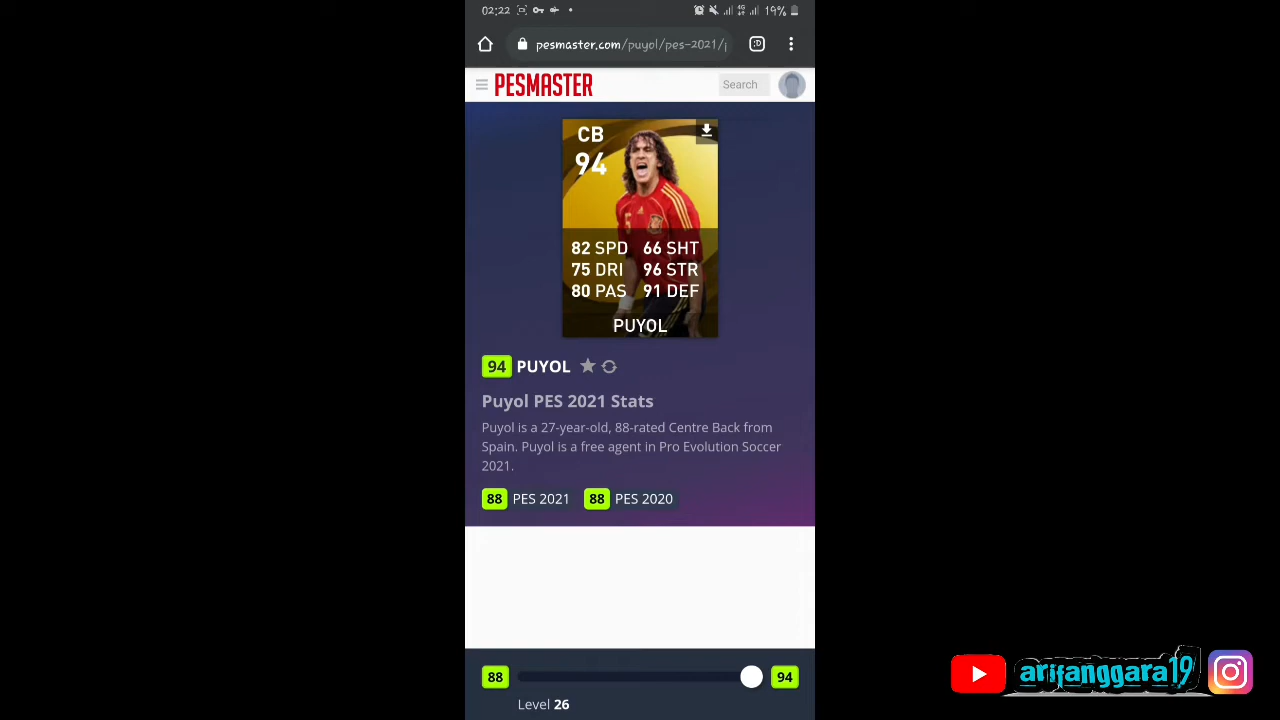 02:22
19%
pesmaster.com/puyol/pes-2021/
:D
PESMASTER
Search
CB
94
82 SPD 66 SHT
75 DRI 96 STR
80 PAS 91 DEF
PUYOL
94 PUYOL
Puyol PES 2021 Stats
Puyol is a 27-year-old, 88-rated Centre Back from
Spain. Puyol is a free agent in Pro Evolution Soccer
2021.
88 PES 2021 88 PES 2020
88 94
Level 26
arifanggara19